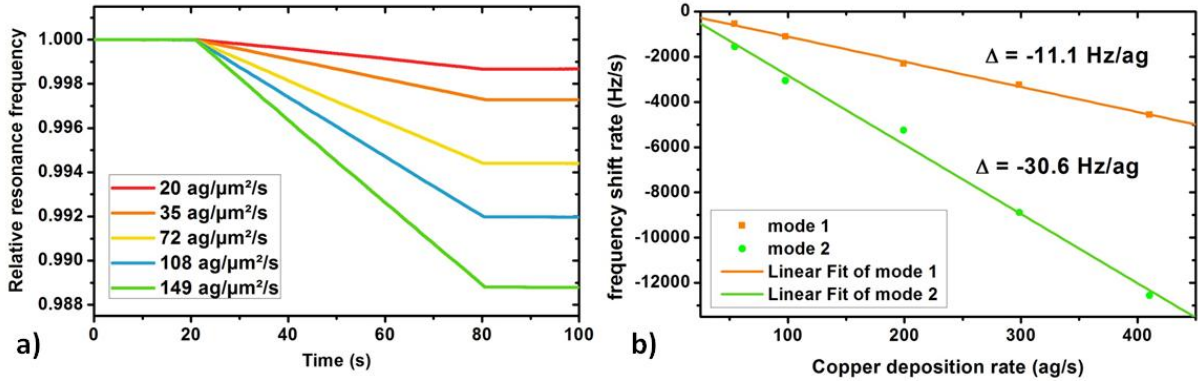 Relative resonance frequency
1.000
0.998
0.996
0.994
0.992
0.990
0.988
20 ag/µm²/s
35 ag/µm²/s
72 ag/µm²/s
108 ag/µm²/s
149 ag/µm²/s
0 20 40 60 80 100
Time (s)
a)
frequency shift rate (Hz/s)
0
-2000
-4000
-6000
-8000
-10000
-12000
Δ = -11.1 Hz/ag
Δ = -30.6 Hz/ag
mode 1
mode 2
Linear Fit of mode 1
Linear Fit of mode 2
100 200 300 400
Copper deposition rate (ag/s)
b)